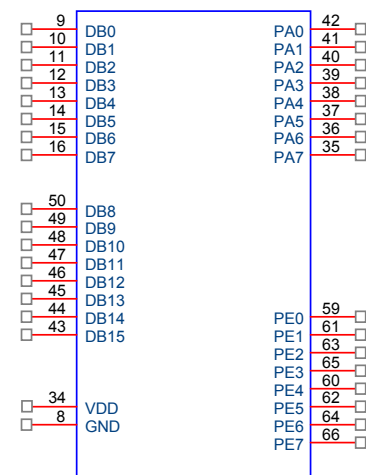 9 DB0 PA0 42
10 DB1 PA1 41
11 DB2 PA2 40
12 DB3 PA3 39
13 DB4 PA4 38
14 DB5 PA5 37
15 DB6 PA6 36
16 DB7 PA7 35
50 DB8
49 DB9
48 DB10
47 DB11
46 DB12
45 DB13
44 DB14 PE0 59
43 DB15 PE1 61
PE2 63
PE3 65
PE4 60
34 VDD PE5 62
8 GND PE6 64
PE7 66